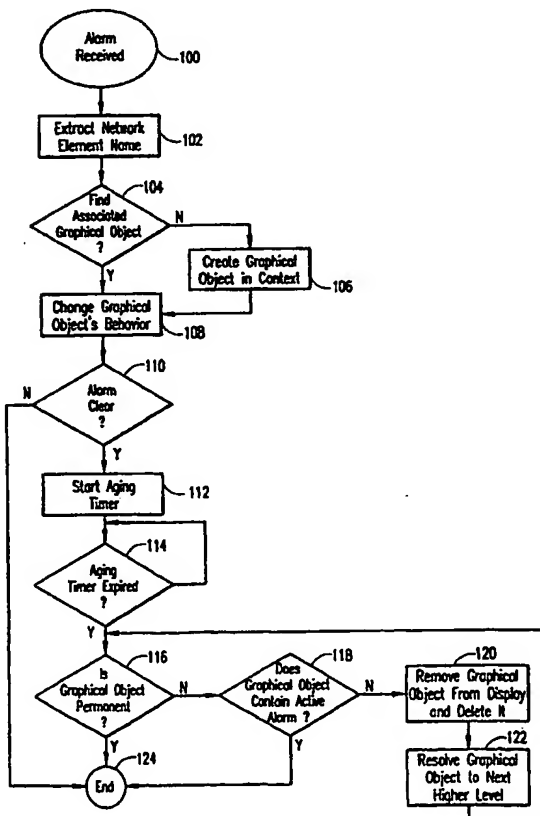 Alarm
Received
100
Extract Network
Element Name
102
104
Find
Associated
Graphical Object
?
N
Y
Create Graphical
Object in Context
106
Change Graphical
Object's Behavior
108
110
Alarm
Clear
?
N
Y
Start Aging
Timer
112
114
Aging
Timer Expired
?
Y
116
Is
Graphical Object
Permanent
?
N
Y
118
Does
Graphical Object
Contain Active
Alarm ?
N
Y
120
Remove Graphical
Object From Display
and Delete N
122
Resolve Graphical
Object to Next
Higher Level
124
End